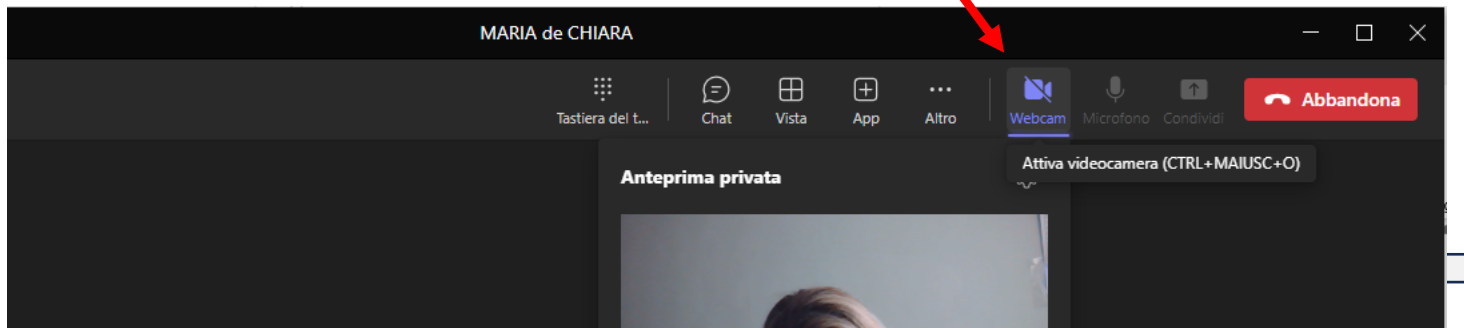 MARIA de CHIARA
Tastiera del t... Chat Vista App Altro Webcam Microfono Condividi Abbandona
Attiva videocamera (CTRL+MAIUSC+O)
Anteprima privata